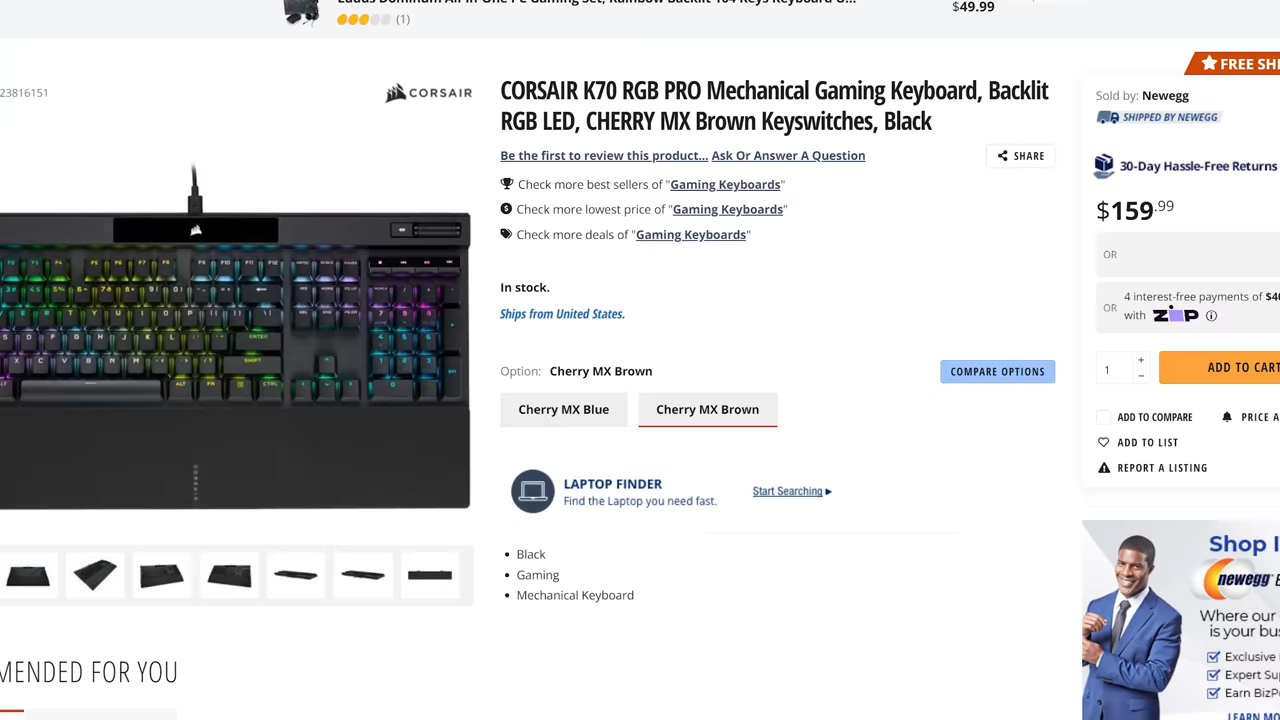 $49.99
(1)
23816151
CORSAIR
CORSAIR K70 RGB PRO Mechanical Gaming Keyboard, Backlit
RGB LED, CHERRY MX Brown Keyswitches, Black
Be the first to review this product... Ask Or Answer A Question
SHARE
Check more best sellers of "Gaming Keyboards"
Check more lowest price of "Gaming Keyboards"
Check more deals of "Gaming Keyboards"
In stock.
Ships from United States.
Option: Cherry MX Brown
COMPARE OPTIONS
Cherry MX Blue
Cherry MX Brown
LAPTOP FINDER
Find the Laptop you need fast.
Start Searching
Black
Gaming
Mechanical Keyboard
CORSAIR
MENDED FOR YOU
FREE SHI
Sold by: Newegg
SHIPPED BY NEWEGG
30-Day Hassle-Free Returns
$159.99
OR
OR
4 interest-free payments of $40
with ZIP
1
ADD TO CART
ADD TO COMPARE
PRICE A
ADD TO LIST
REPORT A LISTING
Shop I
newegg
Where our
is your bus
Exclusive
Expert Su
Earn BizP
LEARN MO